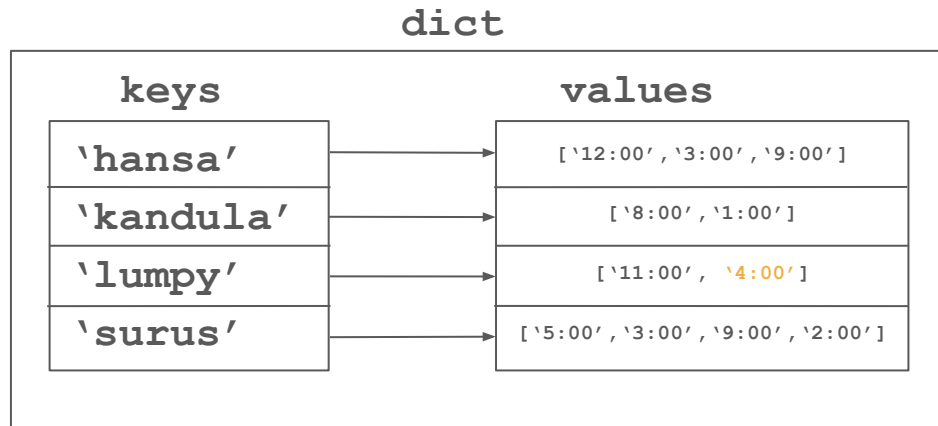 dict
keys values
‘hansa’ [‘12:00’,‘3:00’,‘9:00’]
‘kandula’ [‘8:00’,‘1:00’]
‘lumpy’ [‘11:00’, ‘4:00’]
‘surus’ [‘5:00’,‘3:00’,‘9:00’,‘2:00’]